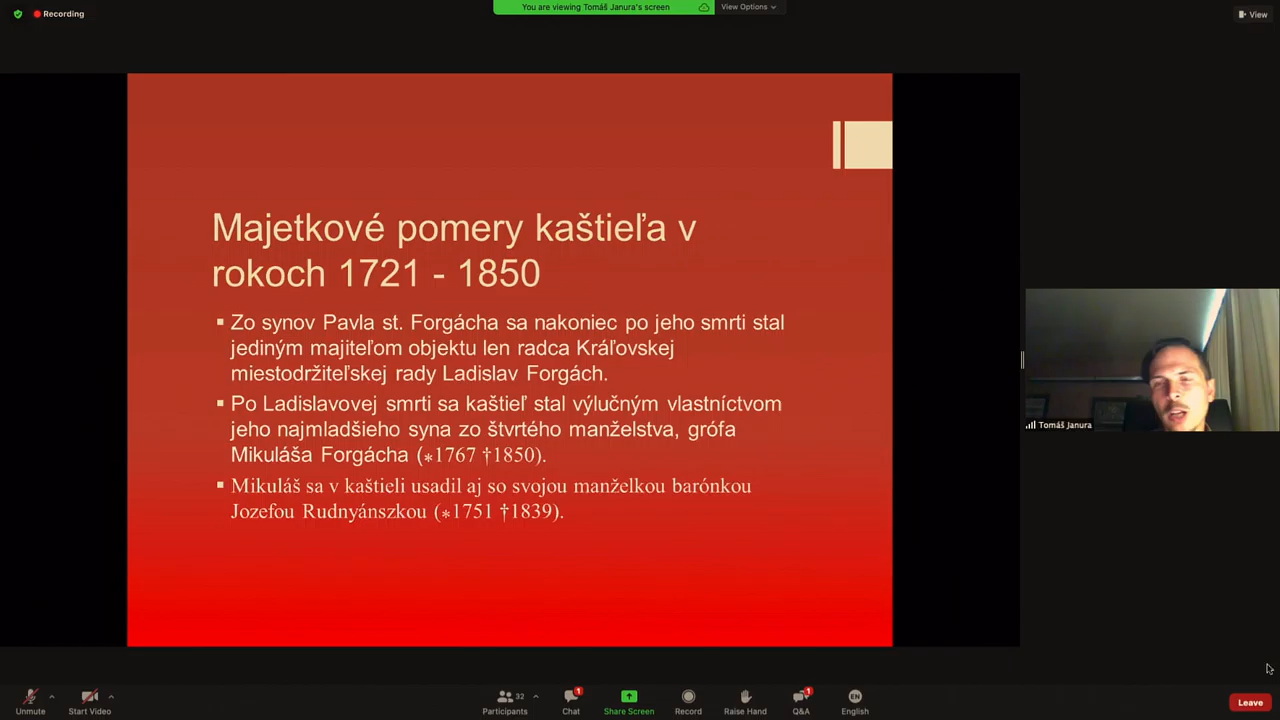 Recording
You are viewing Tomáš Janura's screen
View Options
View
Majetkové pomery kaštieľa v
rokoch 1721 - 1850
▪ Zo synov Pavla st. Forgácha sa nakoniec po jeho smrti stal
jediným majiteľom objektu len radca Kráľovskej
miestodržiteľskej rady Ladislav Forgách.
▪ Po Ladislavovej smrti sa kaštieľ stal výlučným vlastníctvom
jeho najmladšieho syna zo štvrtého manželstva, grófa
Mikuláša Forgácha (∗1767 †1850).
▪ Mikuláš sa v kaštieli usadil aj so svojou manželkou barónkou
Jozefou Rudnyánszkou (∗1751 †1839).
Tomáš Janura
Unmute
Start Video
32
Participants
1
Chat
Share Screen
Record
Raise Hand
1
Q&A
EN
English
Leave